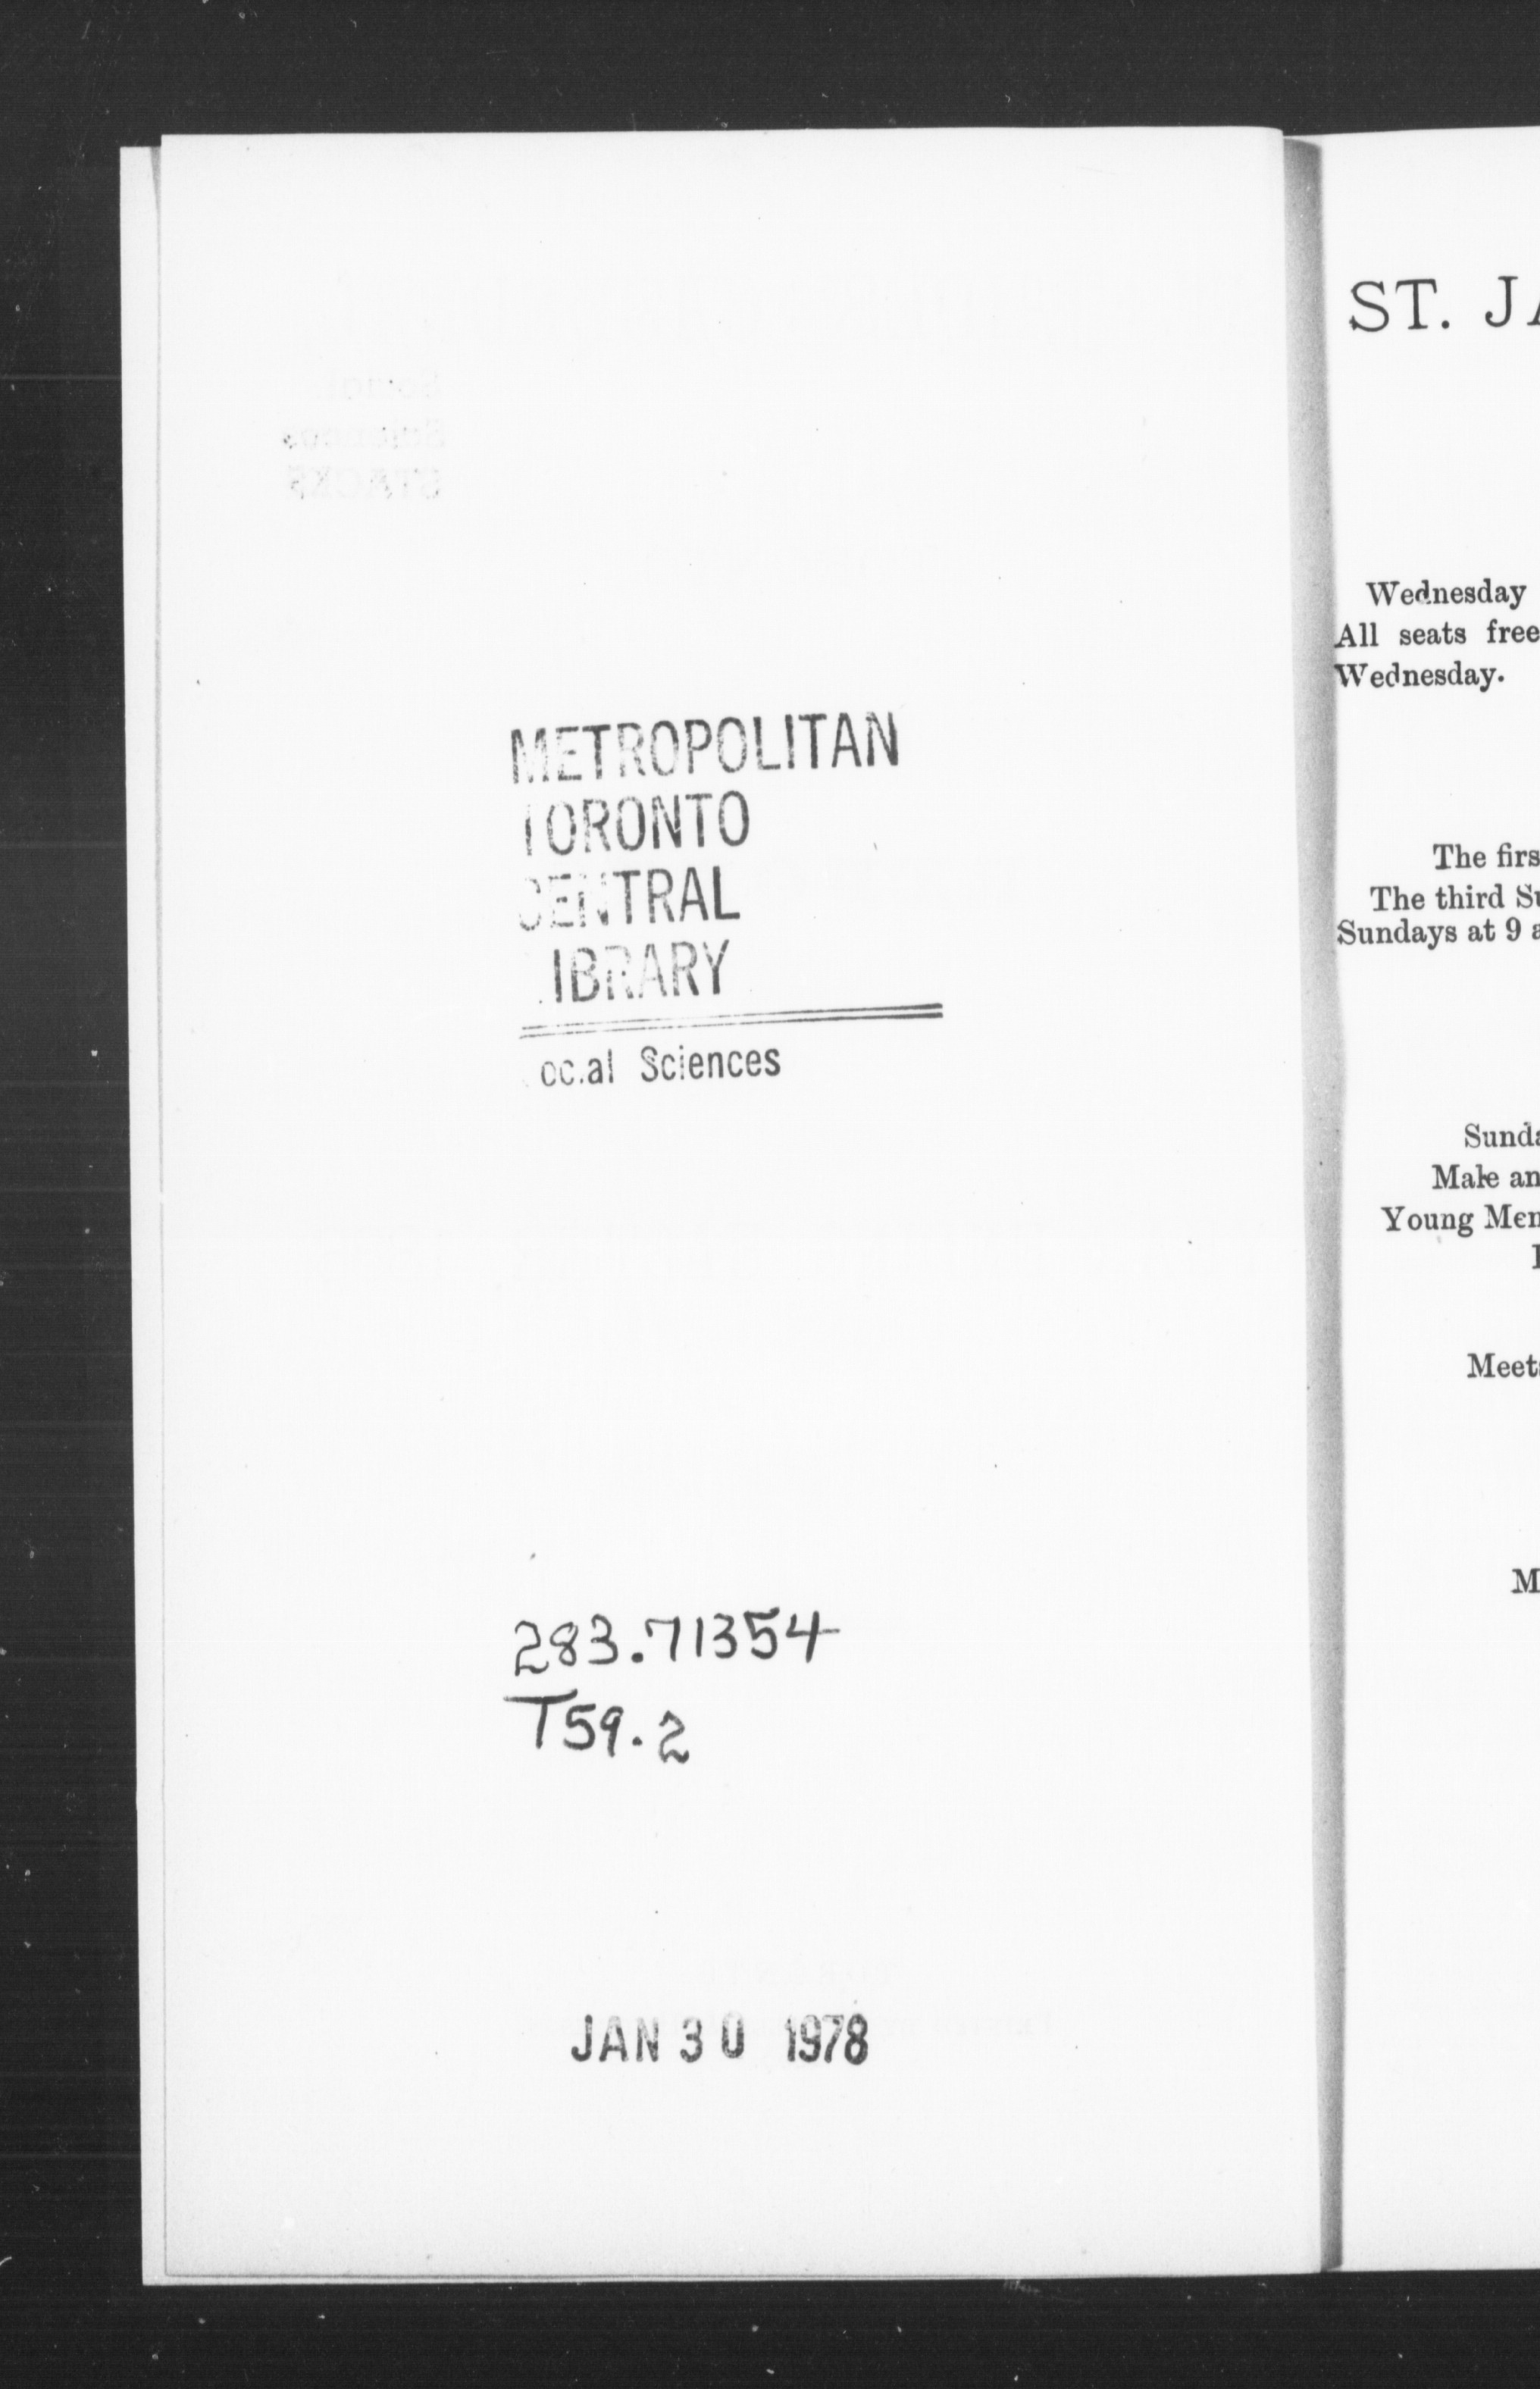 METROPOLITAN
TORONTO
CENTRAL
LIBRARY
Social Sciences
283.71354
T59.2
JAN 30 1978
ST. JA
Wednesday
All seats free
Wednesday.
The firs
The third Su
Sundays at 9 a
Sunda
Male an
Young Men
Meets
M